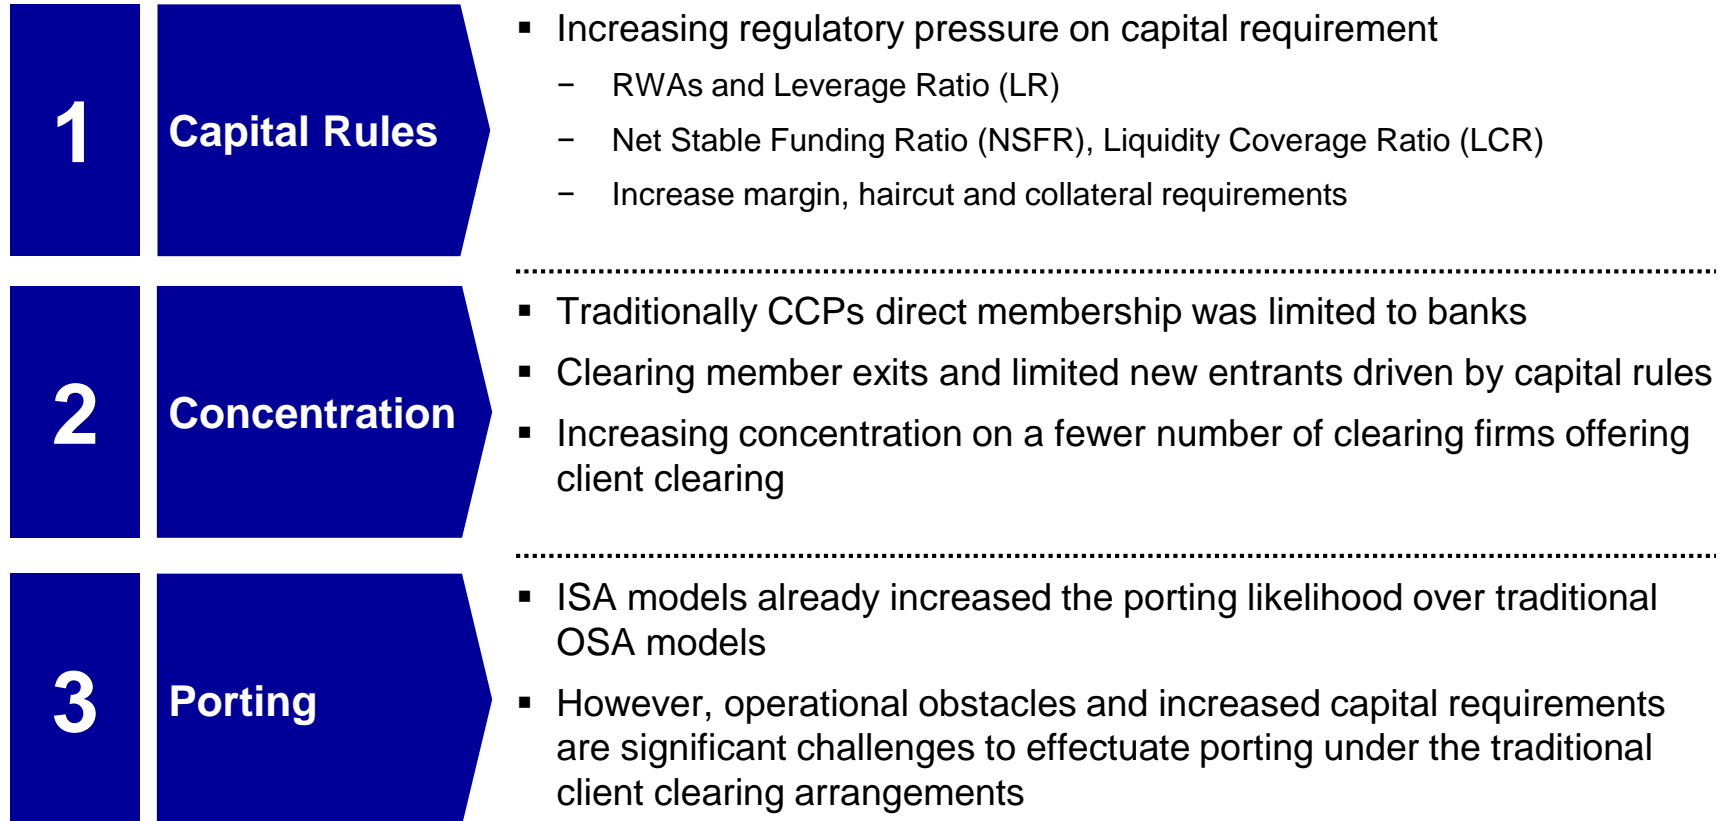 1
Capital Rules
▪ Increasing regulatory pressure on capital requirement
− RWAs and Leverage Ratio (LR)
− Net Stable Funding Ratio (NSFR), Liquidity Coverage Ratio (LCR)
− Increase margin, haircut and collateral requirements
2
Concentration
▪ Traditionally CCPs direct membership was limited to banks
▪ Clearing member exits and limited new entrants driven by capital rules
▪ Increasing concentration on a fewer number of clearing firms offering
client clearing
3
Porting
▪ ISA models already increased the porting likelihood over traditional
OSA models
▪ However, operational obstacles and increased capital requirements
are significant challenges to effectuate porting under the traditional
client clearing arrangements